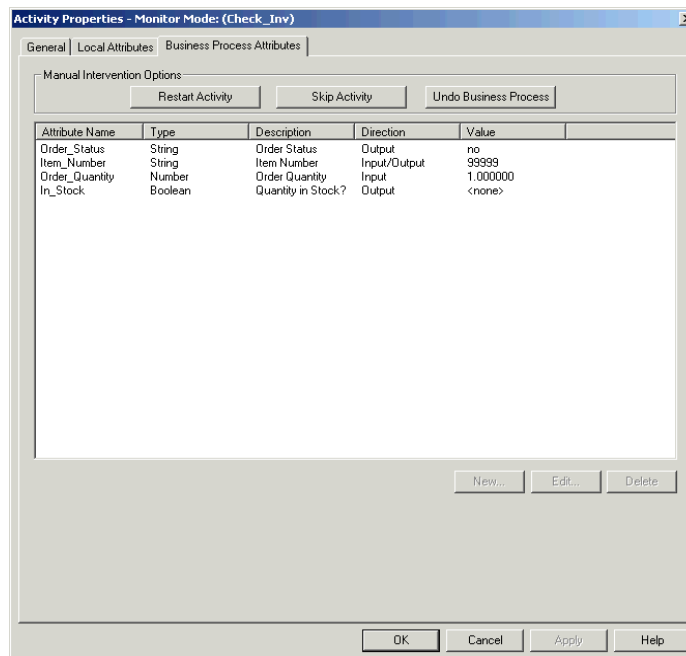 Activity Properties - Monitor Mode: (Check_Inv)
General Local Attributes Business Process Attributes
Manual Intervention Options
Restart Activity Skip Activity Undo Business Process
Attribute Name Type Description Direction Value
Order_Status String Order Status Output no
Item_Number String Item Number Input/Output 99999
Order_Quantity Number Order Quantity Input 1.000000
In_Stock Boolean Quantity in Stock? Output <none>
New... Edit... Delete
OK Cancel Apply Help